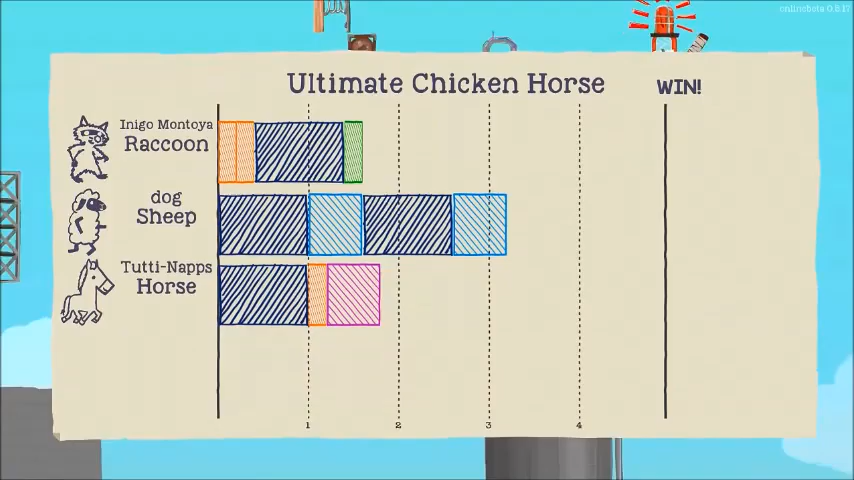 onlinebeta 0.8.17
Ultimate Chicken Horse
WIN!
Inigo Montoya
Raccoon
dog
Sheep
Tutti-Napps
Horse
1 2 3 4